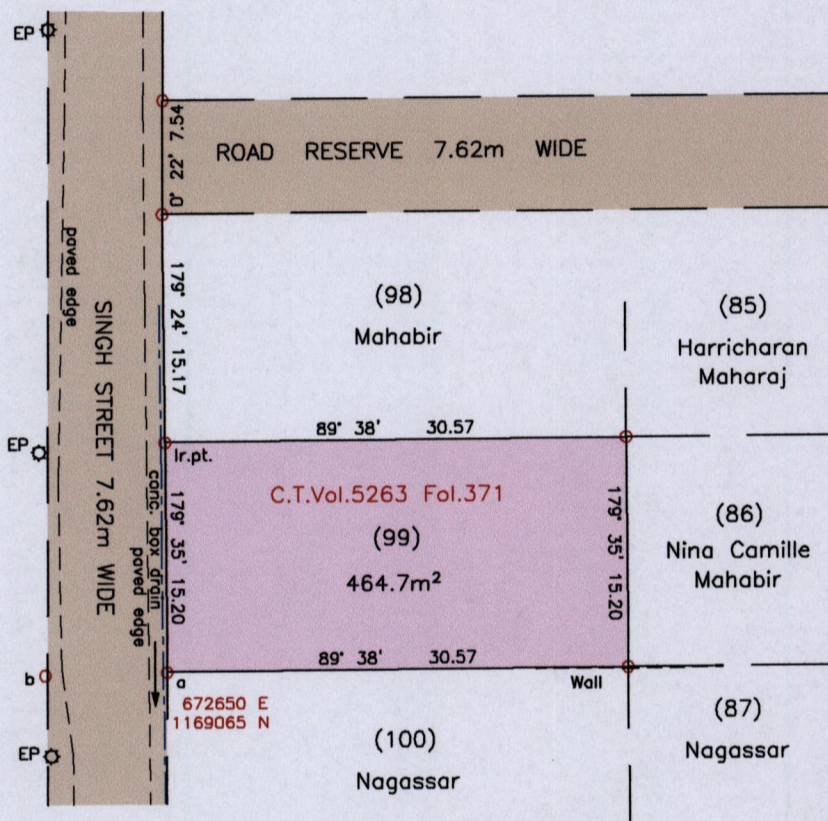 EP
0° 22' 7.54
ROAD RESERVE 7.62m WIDE
paved edge
SINGH STREET 7.62m WIDE
179° 24' 15.17
(98)
Mahabir
(85)
Harricharan
Maharaj
89° 38' 30.57
EP
Ir.pt.
conc. box drain
paved edge
179° 35' 15.20
C.T.Vol.5263 Fol.371
(99)
464.7m²
179° 35' 15.20
(86)
Nina Camille
Mahabir
89° 38' 30.57
b
a
Wall
672650 E
1169065 N
(87)
Nagassar
EP
(100)
Nagassar